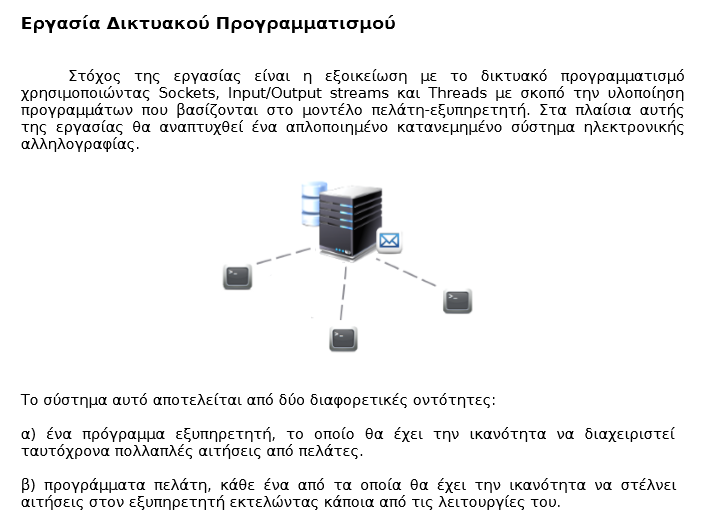 Εργασία Δικτυακού Προγραμματισμού
Στόχος της εργασίας είναι η εξοικείωση με το δικτυακό προγραμματισμό
χρησιμοποιώντας Sockets, Input/Output streams και Threads με σκοπό την υλοποίηση
προγραμμάτων που βασίζονται στο μοντέλο πελάτη-εξυπηρετητή. Στα πλαίσια αυτής
της εργασίας θα αναπτυχθεί ένα απλοποιημένο κατανεμημένο σύστημα ηλεκτρονικής
αλληλογραφίας.
Το σύστημα αυτό αποτελείται από δύο διαφορετικές οντότητες:
α) ένα πρόγραμμα εξυπηρετητή, το οποίο θα έχει την ικανότητα να διαχειριστεί
ταυτόχρονα πολλαπλές αιτήσεις από πελάτες.
β) προγράμματα πελάτη, κάθε ένα από τα οποία θα έχει την ικανότητα να στέλνει
αιτήσεις στον εξυπηρετητή εκτελώντας κάποια από τις λειτουργίες του.